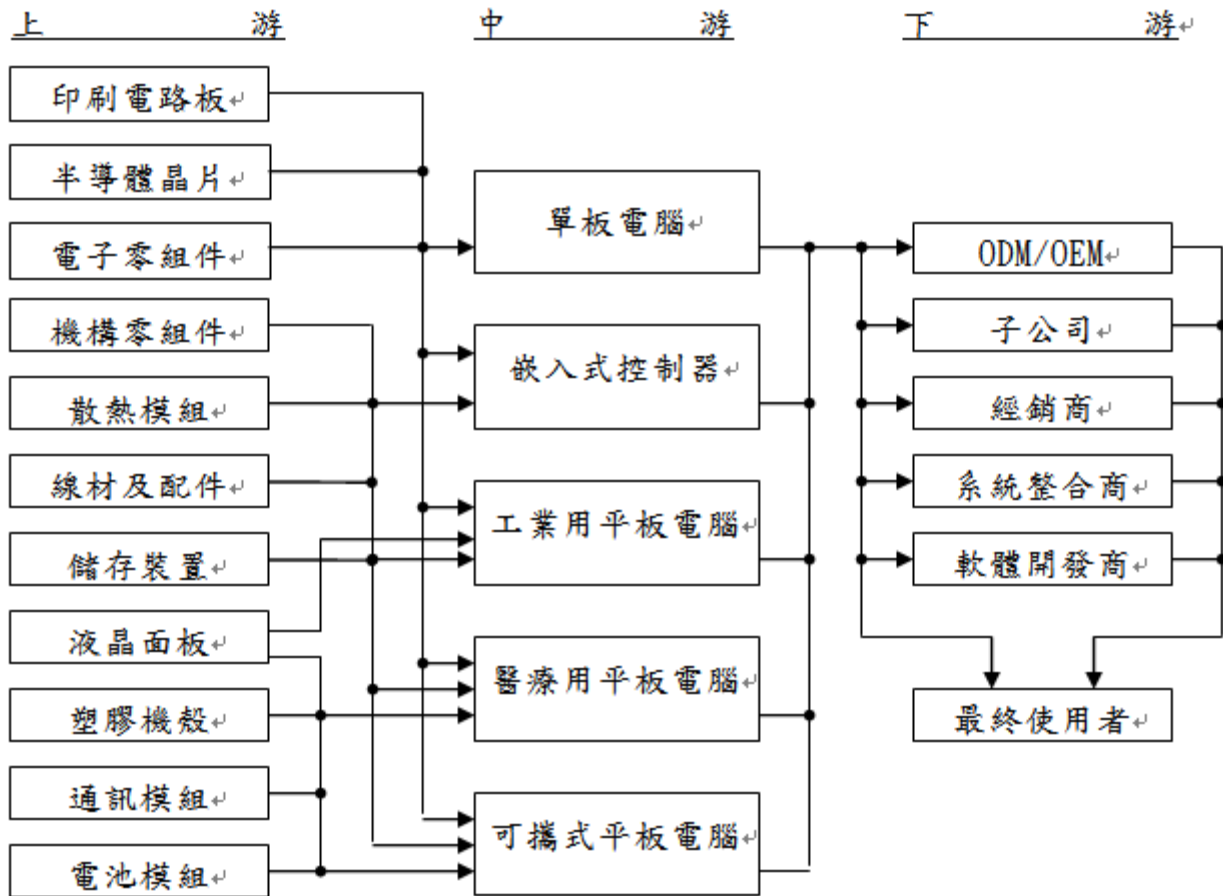 上游
中游
下游
印刷電路板
半導體晶片
電子零組件
機構零組件
散熱模組
線材及配件
儲存裝置
液晶面板
塑膠機殼
通訊模組
電池模組
單板電腦
嵌入式控制器
工業用平板電腦
醫療用平板電腦
可攜式平板電腦
ODM/OEM
子公司
經銷商
系統整合商
軟體開發商
最終使用者